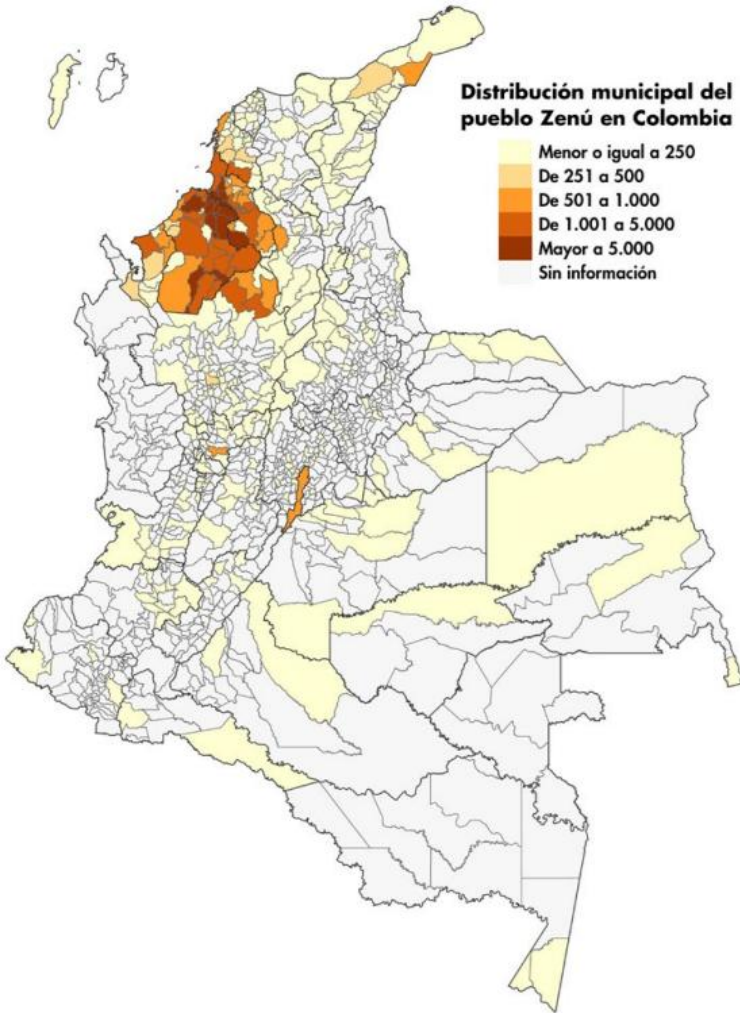 Distribución municipal del
pueblo Zenú en Colombia
Menor o igual a 250
De 251 a 500
De 501 a 1.000
De 1.001 a 5.000
Mayor a 5.000
Sin información